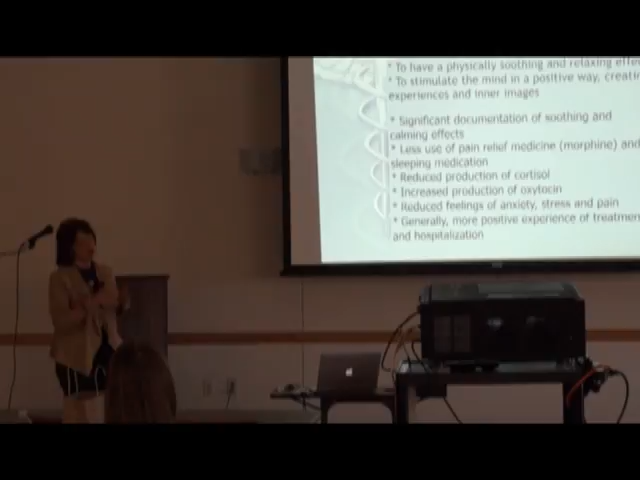 * To have a physically soothing and relaxing effe
* To stimulate the mind in a positive way, creatin
experiences and inner images
* Significant documentation of soothing and
calming effects
* Less use of pain relief medicine (morphine) and
sleeping medication
* Reduced production of cortisol
* Increased production of oxytocin
* Reduced feelings of anxiety, stress and pain
* Generally, more positive experience of treatmen
and hospitalization